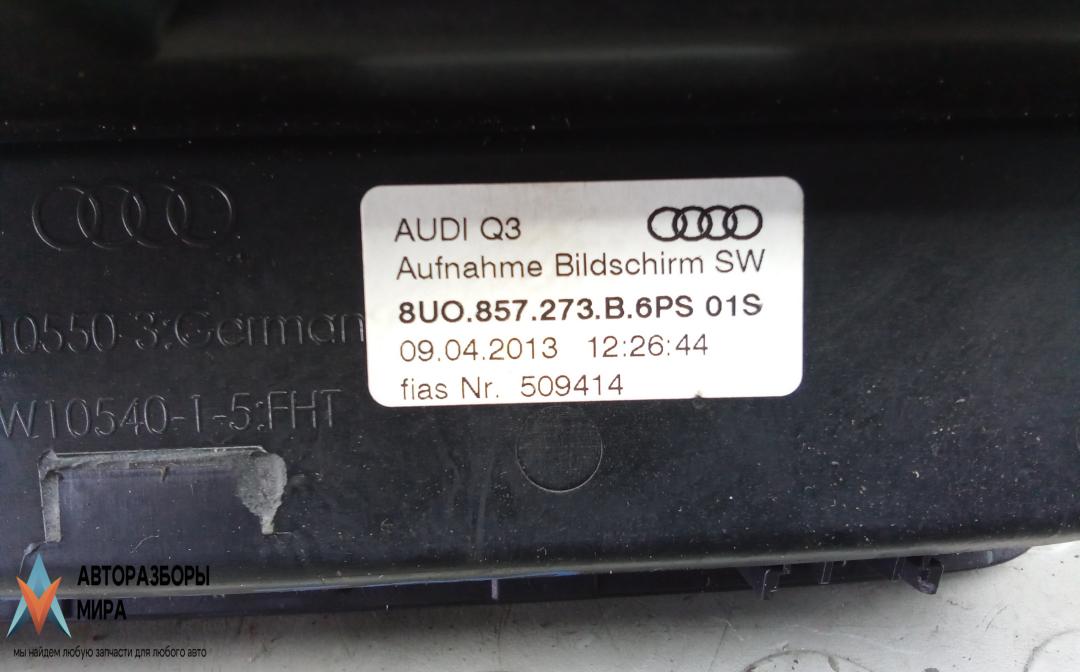 AUDI Q3
Aufnahme Bildschirm SW
8UO.857.273.B.6PS 01S
09.04.2013 12:26:44
fias Nr. 509414
10550-3:German
W10540-1-5:FHT
АВТОРАЗБОРЫ
МИРА
мы найдем любую запчасти для любого авто